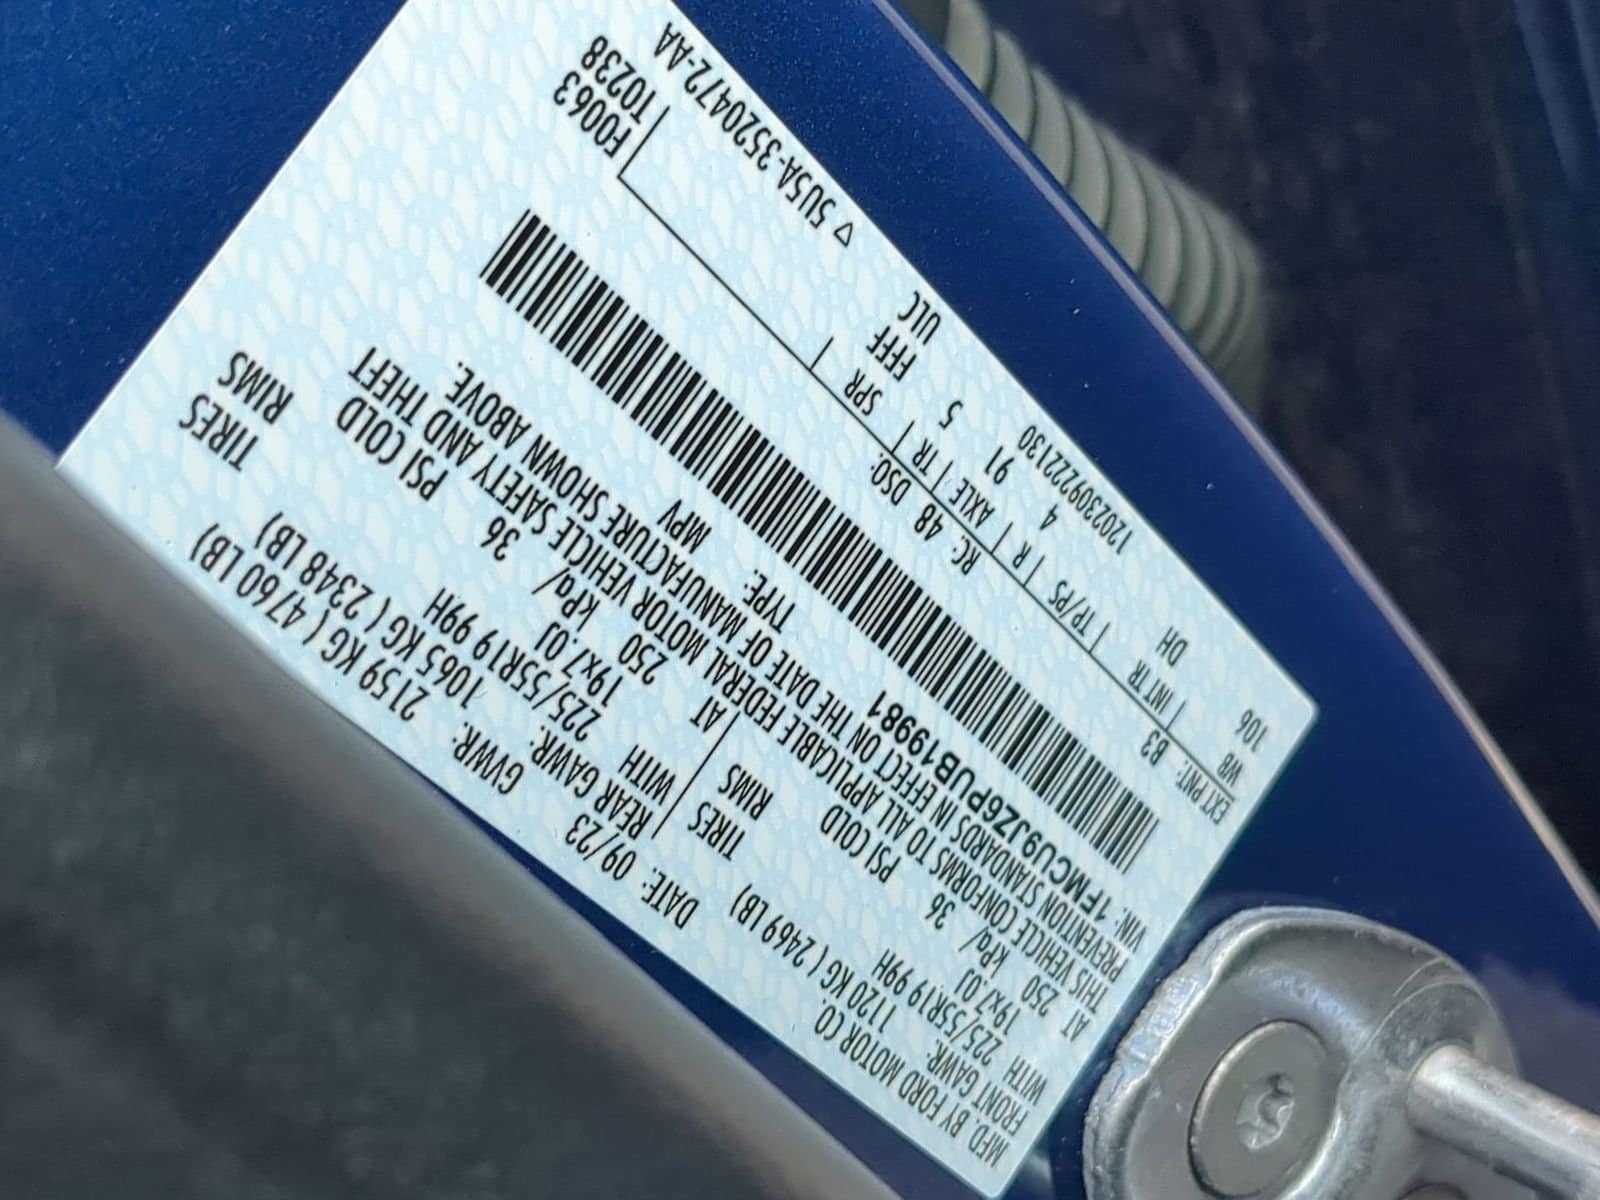 MFD. BY FORD MOTOR CO.
DATE: 09/23 GVWR: 2159 KG ( 4760 LB)
FRONT GAWR: 1120 KG ( 2469 LB) REAR GAWR: 1065 KG ( 2348 LB)
WITH 225/55R19 99H TIRES WITH 225/55R19 99H TIRES
19x7.0J RIMS 19x7.0J RIMS
AT 250 kPa/ 36 PSI COLD AT 250 kPa/ 36 PSI COLD
THIS VEHICLE CONFORMS TO ALL APPLICABLE FEDERAL MOTOR VEHICLE SAFETY AND THEFT
PREVENTION STANDARDS IN EFFECT ON THE DATE OF MANUFACTURE SHOWN ABOVE.
VIN: 1FMCU9JZ6PUB19981 TYPE: MPV
F00063
T0238
EXT PNT: B3 RC: 48 DSO:
WB | INT TR | TP/PS | R | AXLE | TR | SPR
106 DH 4 91 5 FFFF
ULC
1202309222130 ▽ 5U5A-3520472-AA